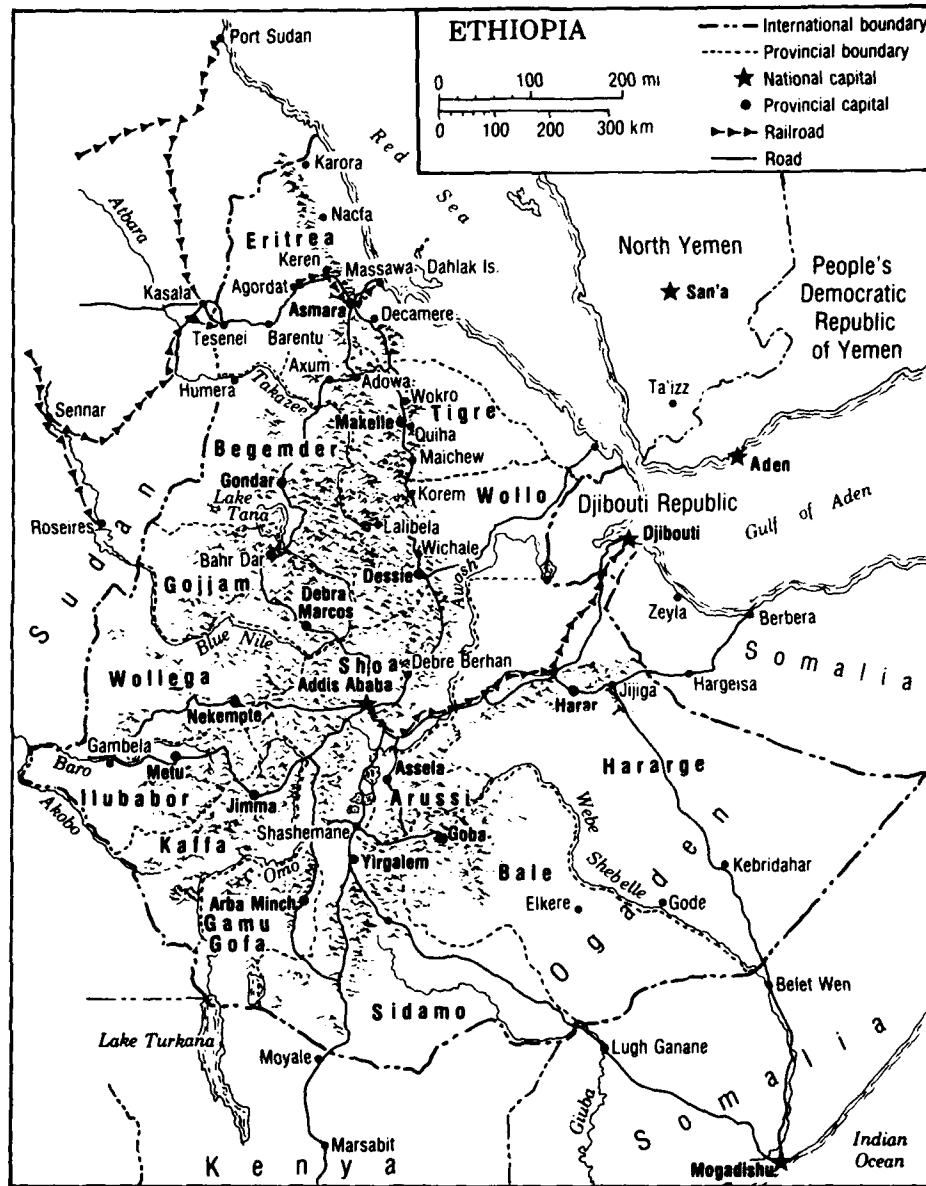 ETHIOPIA
0 100 200 mi
0 100 200 300 km
International boundary
Provincial boundary
National capital
Provincial capital
Railroad
Road
Port Sudan
Red
Sea
Karora
Atbara
Nacfa
Eritrea
North Yemen
People's
Democratic
Republic
of Yemen
San'a
Keren
Massawa
Dahlak Is.
Kasala
Agordat
Asmara
Decamere
Tesenei
Barentu
Axum
Adowa
Humera
Takazee
Ta'izz
Sennar
Wokro
Tigre
Makelle
Quiha
Begemder
Maichew
Aden
Gondar
Korem
Wollo
Djibouti Republic
Gulf of Aden
Lake
Tana
Roseires
Lalibela
Djibouti
Bahr Dar
Wichale
Sudan
Gojjam
Dessie
Awash
Debra
Marcos
Zeyla
Berbera
Blue Nile
Somalia
Shoa
Debre Berhan
Wollega
Addis Ababa
Nekempte
Harar
Jijiga
Hargeisa
Gambela
Baro
Metu
Assela
Hararge
Ilubabor
Jimma
Arussi
Akobo
Shashemane
Goba
Webe
Shebelle
Kaffa
Yirgalem
Omo
Bale
Kebridahar
Ogaden
Arba Minch
Elkere
Gode
Gamu
Gofa
Belet Wen
Sidamo
Lake Turkana
Moyale
Lugh Ganane
Giuba
Somalia
Marsabit
Indian
Ocean
Kenya
Mogadishu